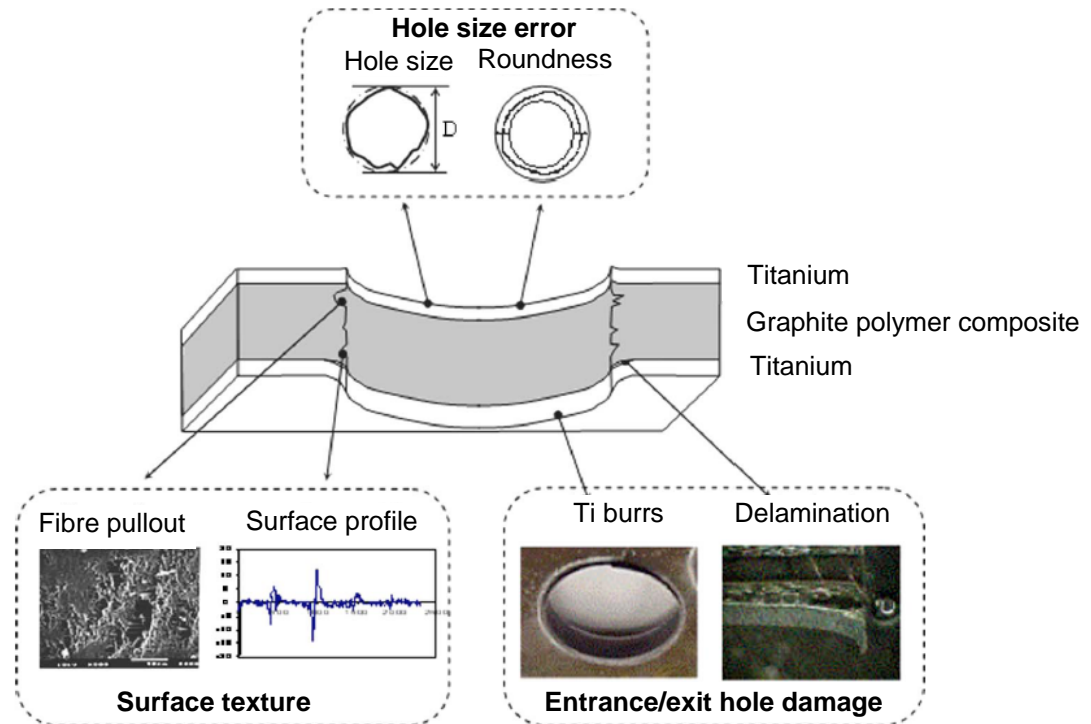 Hole size error
Hole size Roundness
D
Titanium
Graphite polymer composite
Titanium
Fibre pullout Surface profile
Ti burrs Delamination
Surface texture
Entrance/exit hole damage